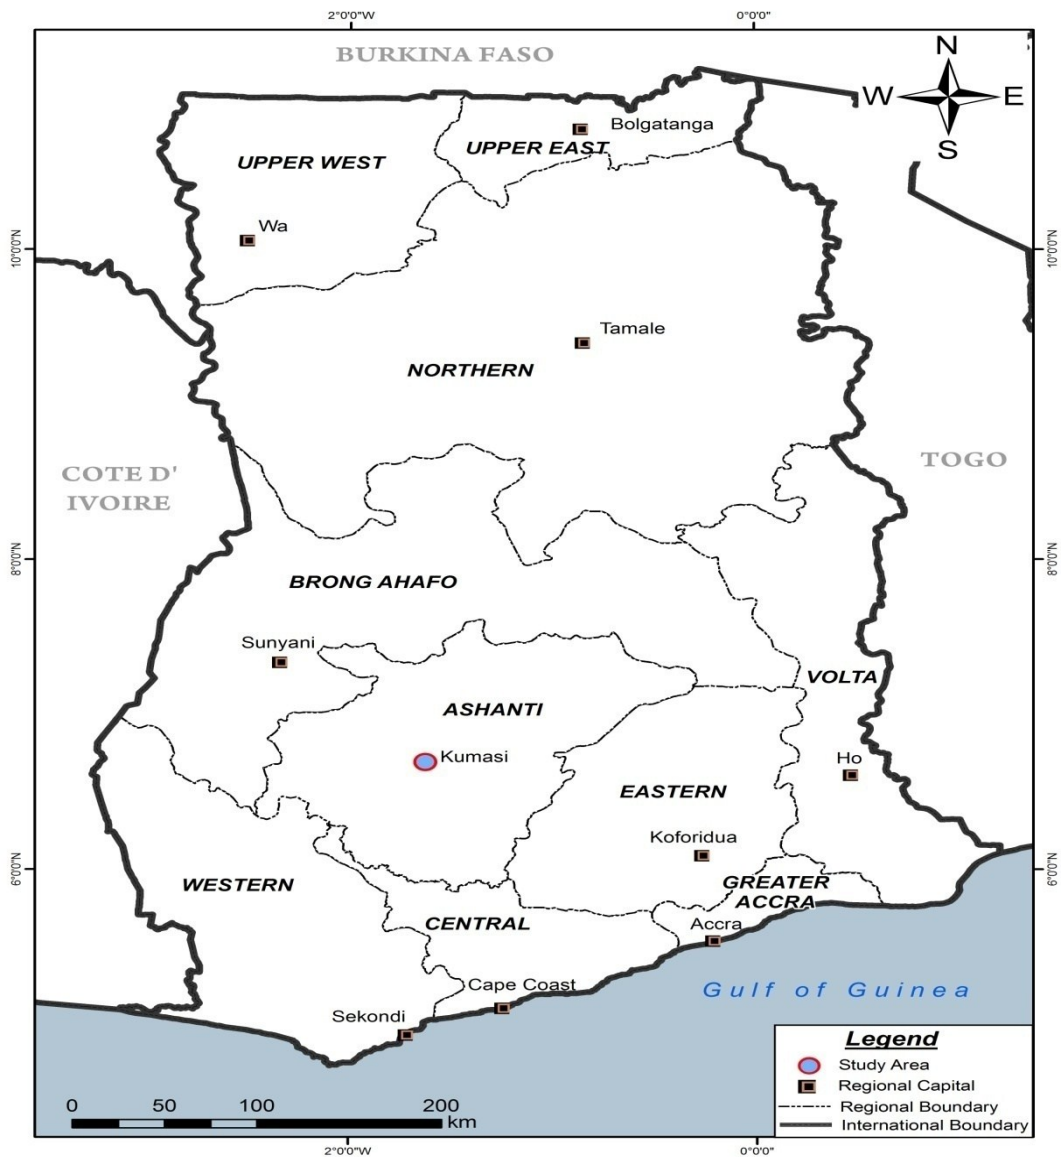 2°0'0"W
0°0'0"
BURKINA FASO
N
W
E
S
Bolgatanga
UPPER EAST
UPPER WEST
Wa
10°0'0"N
10°0'0"N
Tamale
NORTHERN
COTE D'
IVOIRE
TOGO
8°0'0"N
8°0'0"N
BRONG AHAFO
Sunyani
VOLTA
ASHANTI
Kumasi
Ho
EASTERN
Koforidua
6°0'0"N
6°0'0"N
WESTERN
GREATER
ACCRA
CENTRAL
Accra
Cape Coast
Gulf of Guinea
Sekondi
Legend
Study Area
Regional Capital
Regional Boundary
International Boundary
0 50 100 200
km
2°0'0"W
0°0'0"